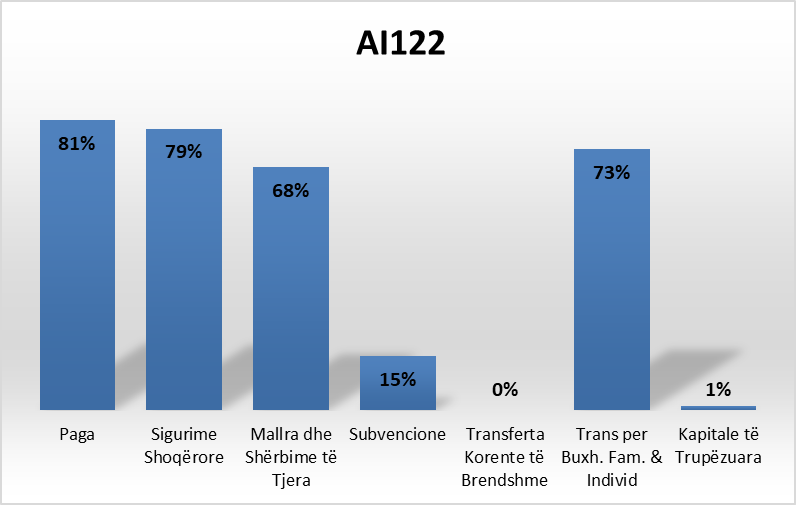 AI122
81%
79%
68%
15%
0%
73%
1%
Paga
Sigurime
Shoqërore
Mallra dhe
Shërbime të
Tjera
Subvencione
Transferta
Korente të
Brendshme
Trans per
Buxh. Fam. &
Individ
Kapitale të
Trupëzuara